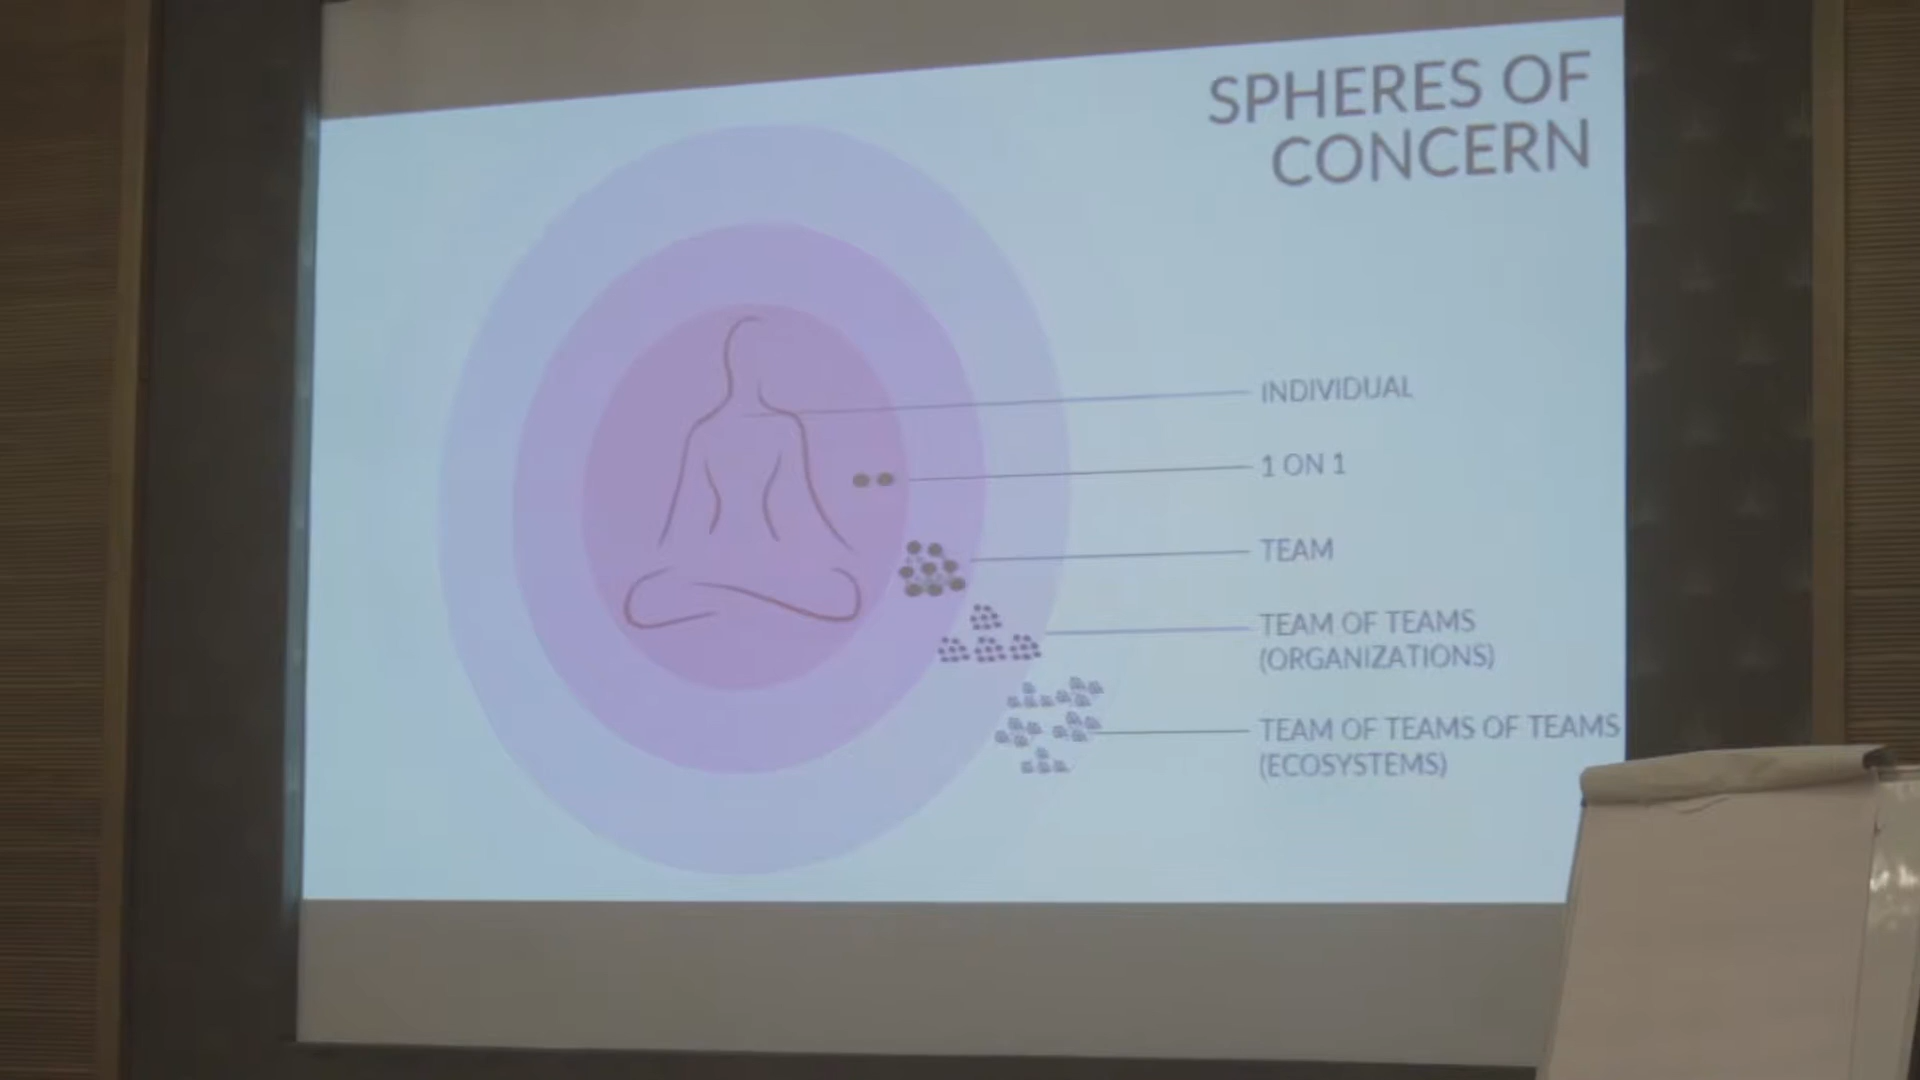 SPHERES OF
CONCERN
INDIVIDUAL
1 ON 1
TEAM
TEAM OF TEAMS
(ORGANIZATIONS)
TEAM OF TEAMS OF TEAMS
(ECOSYSTEMS)